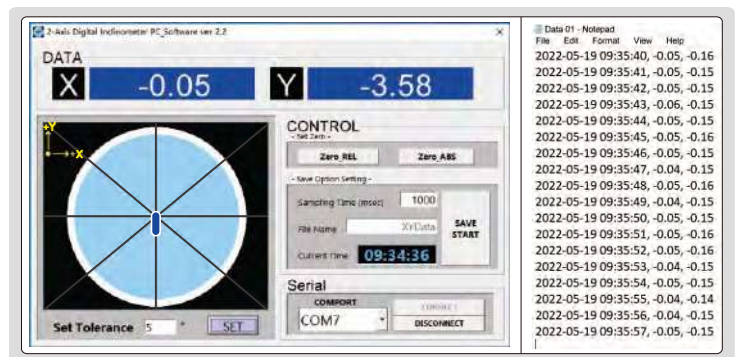 2-Axis Digital Inclinometer PC_Software ver 2.2
DATA
X -0.05 Y -3.58
+Y
+X
CONTROL
- Set Zero -
Zero_REL Zero_ABS
- Save Option Setting -
Sampling Time (msec) 1000
File Name XYData
SAVE
START
Current Time 09:34:36
Serial
COMPORT
COM7
CONNECT
DISCONNECT
Set Tolerance 5 ° SET
Data 01 - Notepad
File Edit Format View Help
2022-05-19 09:35:40, -0.05, -0.16
2022-05-19 09:35:41, -0.05, -0.15
2022-05-19 09:35:42, -0.05, -0.15
2022-05-19 09:35:43, -0.06, -0.15
2022-05-19 09:35:44, -0.05, -0.15
2022-05-19 09:35:45, -0.05, -0.16
2022-05-19 09:35:46, -0.05, -0.15
2022-05-19 09:35:47, -0.04, -0.15
2022-05-19 09:35:48, -0.05, -0.16
2022-05-19 09:35:49, -0.04, -0.15
2022-05-19 09:35:50, -0.05, -0.15
2022-05-19 09:35:51, -0.05, -0.16
2022-05-19 09:35:52, -0.05, -0.16
2022-05-19 09:35:53, -0.04, -0.15
2022-05-19 09:35:54, -0.05, -0.15
2022-05-19 09:35:55, -0.04, -0.14
2022-05-19 09:35:56, -0.04, -0.15
2022-05-19 09:35:57, -0.05, -0.15